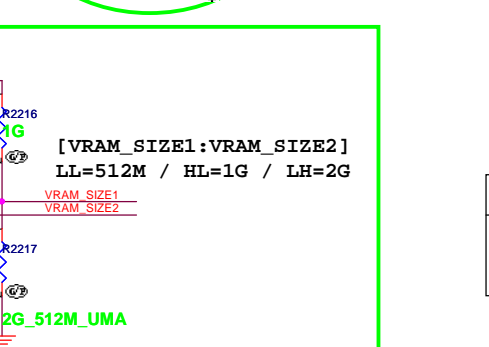 R2216
1G
G/P
[VRAM_SIZE1:VRAM_SIZE2]
LL=512M / HL=1G / LH=2G
VRAM_SIZE1
VRAM_SIZE2
R2217
G/P
2G_512M_UMA